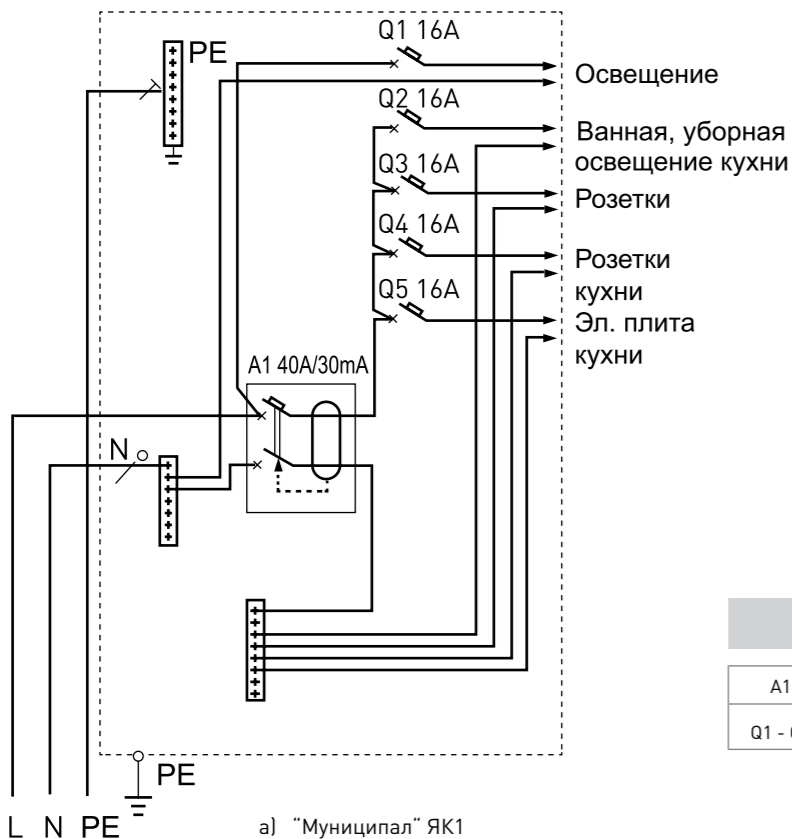 Q1 16A
PE
Освещение
Q2 16A
Ванная, уборная
освещение кухни
Q3 16A
Розетки
Q4 16A
Розетки
кухни
Q5 16A
Эл. плита
кухни
A1 40A/30mA
N
A1
Q1 -
PE
L N PE
а) "Муниципал" ЯК1